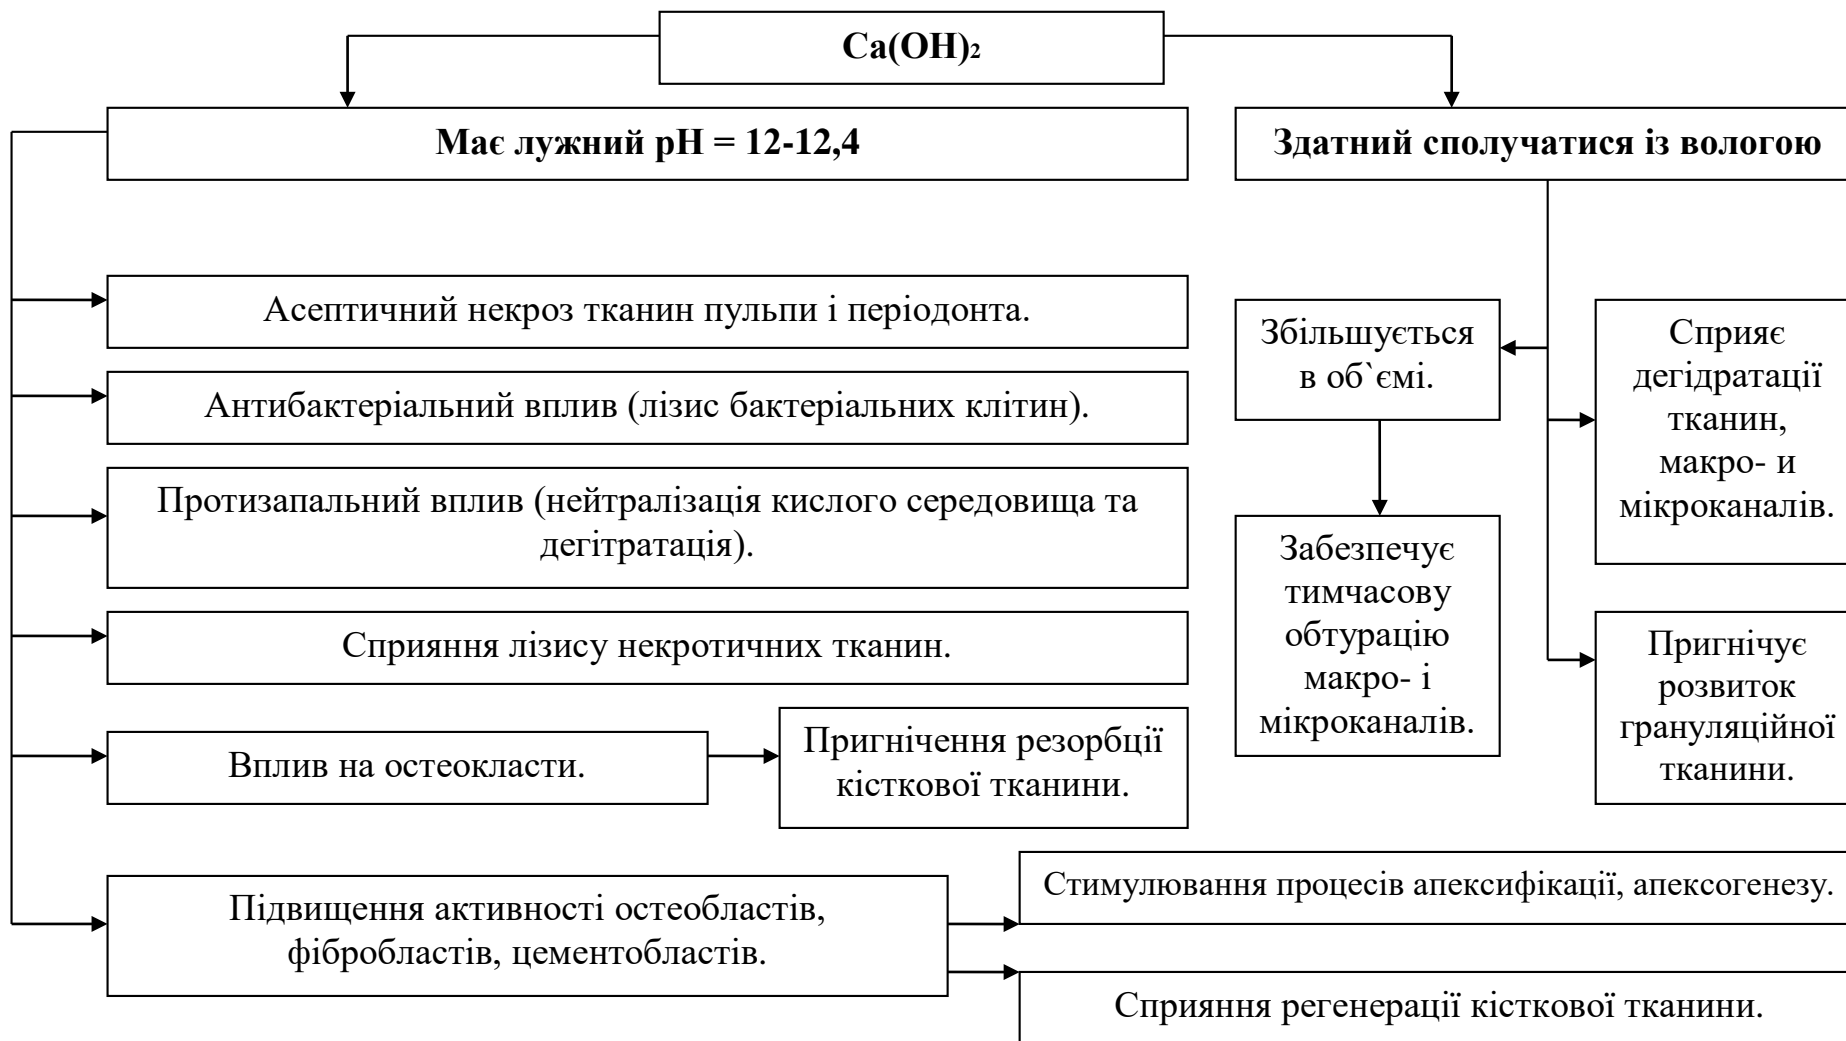 Ca(OH)₂
Має лужний рН = 12-12,4
Здатний сполучатися із вологою
Асептичний некроз тканин пульпи і періодонта.
Антибактеріальний вплив (лізис бактеріальних клітин).
Протизапальний вплив (нейтралізація кислого середовища та
дегітратація).
Сприяння лізису некротичних тканин.
Вплив на остеокласти.
Пригнічення резорбції
кісткової тканини.
Підвищення активності остеобластів,
фібробластів, цементобластів.
Стимулювання процесів апексифікації, апексогенезу.
Сприяння регенерації кісткової тканини.
Збільшується
в об`ємі.
Забезпечує
тимчасову
обтурацію
макро- і
мікроканалів.
Сприяє
дегідратації
тканин,
макро- и
мікроканалів.
Пригнічує
розвиток
грануляційної
тканини.